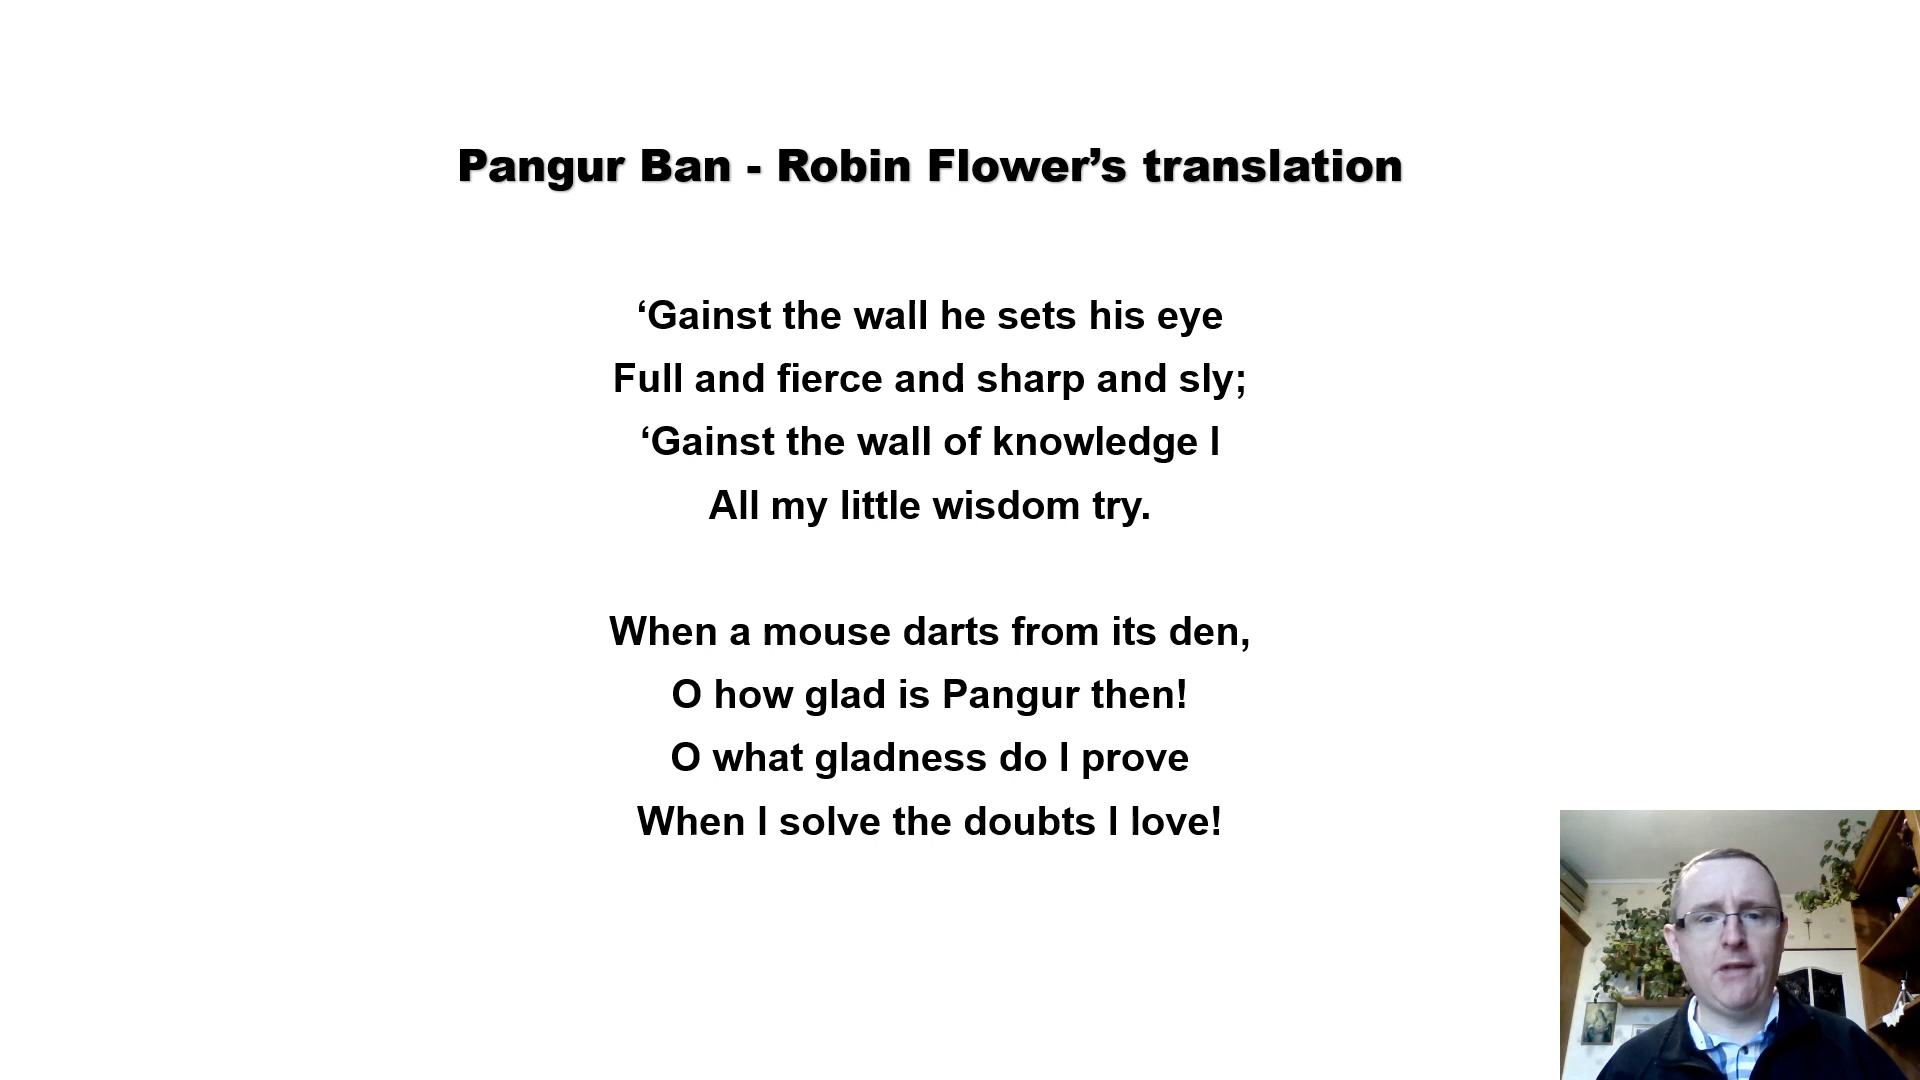 Pangur Ban - Robin Flower’s translation
‘Gainst the wall he sets his eye
Full and fierce and sharp and sly;
‘Gainst the wall of knowledge I
All my little wisdom try.
When a mouse darts from its den,
O how glad is Pangur then!
O what gladness do I prove
When I solve the doubts I love!